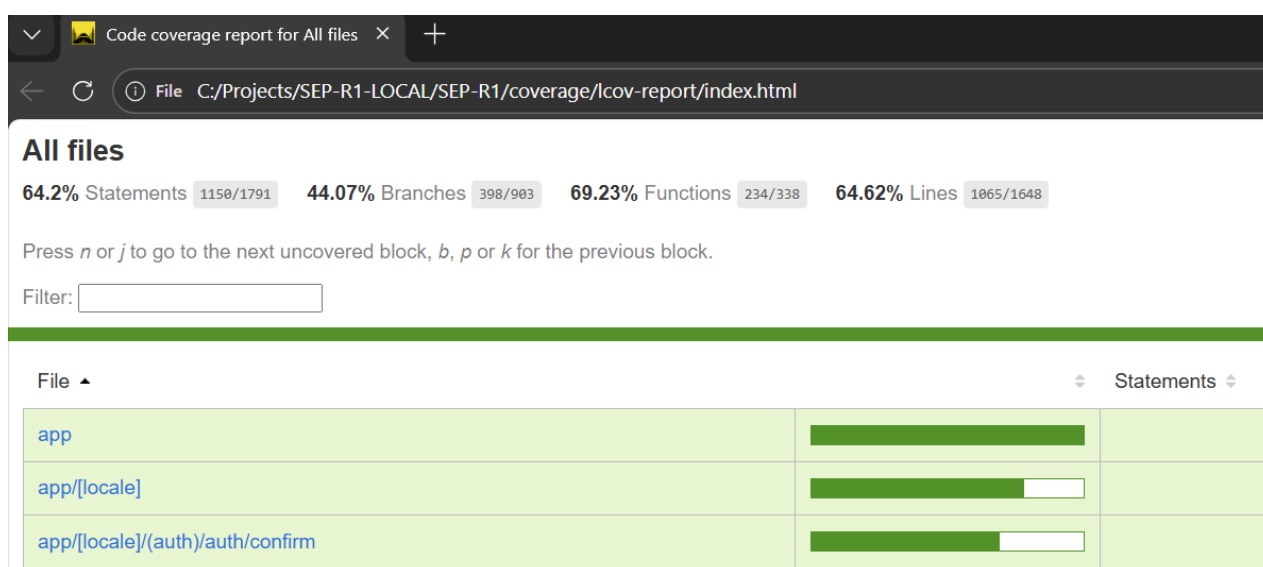 Code coverage report for All files
File C:/Projects/SEP-R1-LOCAL/SEP-R1/coverage/lcov-report/index.html
All files
64.2% Statements 1150/1791 44.07% Branches 398/903 69.23% Functions 234/338 64.62% Lines 1065/1648
Press n or j to go to the next uncovered block, b, p or k for the previous block.
Filter:
File Statements
app
app/[locale]
app/[locale]/(auth)/auth/confirm